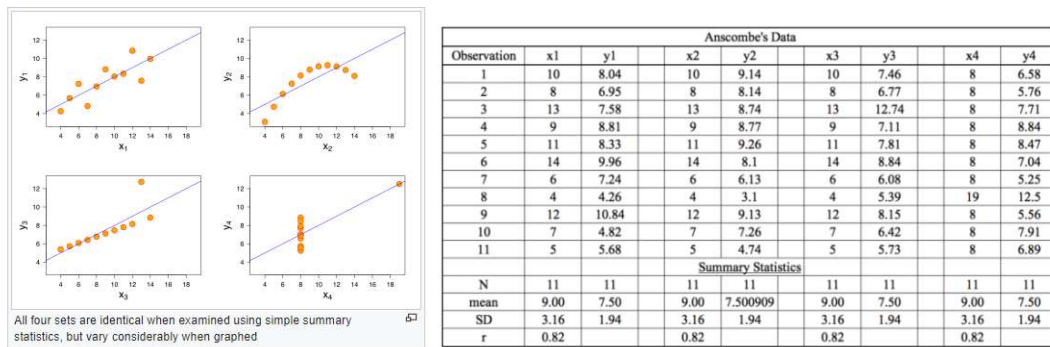 12
10
8
6
4
y1
4 6 8 10 12 14 16 18
x1
12
10
8
6
4
y2
4 6 8 10 12 14 16 18
x2
12
10
8
6
4
y3
4 6 8 10 12 14 16 18
x3
12
10
8
6
4
y4
4 6 8 10 12 14 16 18
x4
All four sets are identical when examined using simple summary
statistics, but vary considerably when graphed
Anscombe's Data
Observation x1 y1 x2 y2 x3 y3 x4 y4
1 10 8.04 10 9.14 10 7.46 8 6.58
2 8 6.95 8 8.14 8 6.77 8 5.76
3 13 7.58 13 8.74 13 12.74 8 7.71
4 9 8.81 9 8.77 9 7.11 8 8.84
5 11 8.33 11 9.26 11 7.81 8 8.47
6 14 9.96 14 8.1 14 8.84 8 7.04
7 6 7.24 6 6.13 6 6.08 8 5.25
8 4 4.26 4 3.1 4 5.39 19 12.5
9 12 10.84 12 9.13 12 8.15 8 5.56
10 7 4.82 7 7.26 7 6.42 8 7.91
11 5 5.68 5 4.74 5 5.73 8 6.89
Summary Statistics
N 11 11 11 11 11 11 11 11
mean 9.00 7.50 9.00 7.500909 9.00 7.50 9.00 7.50
SD 3.16 1.94 3.16 1.94 3.16 1.94 3.16 1.94
r 0.82 0.82 0.82 0.82